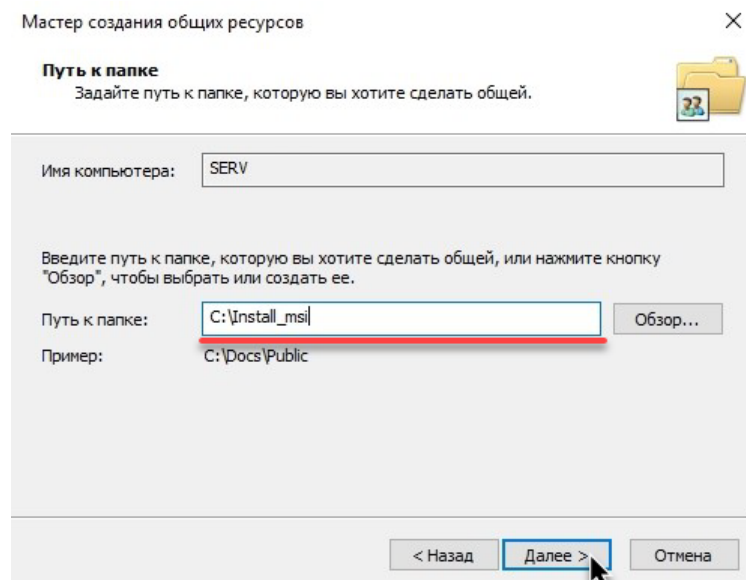 Мастер создания общих ресурсов
Путь к папке
Задайте путь к папке, которую вы хотите сделать общей.
Имя компьютера:
SERV
Введите путь к папке, которую вы хотите сделать общей, или нажмите кнопку
"Обзор", чтобы выбрать или создать ее.
Путь к папке:
C:\Install_msi
Обзор...
Пример:
C:\Docs\Public
< Назад
Далее >
Отмена